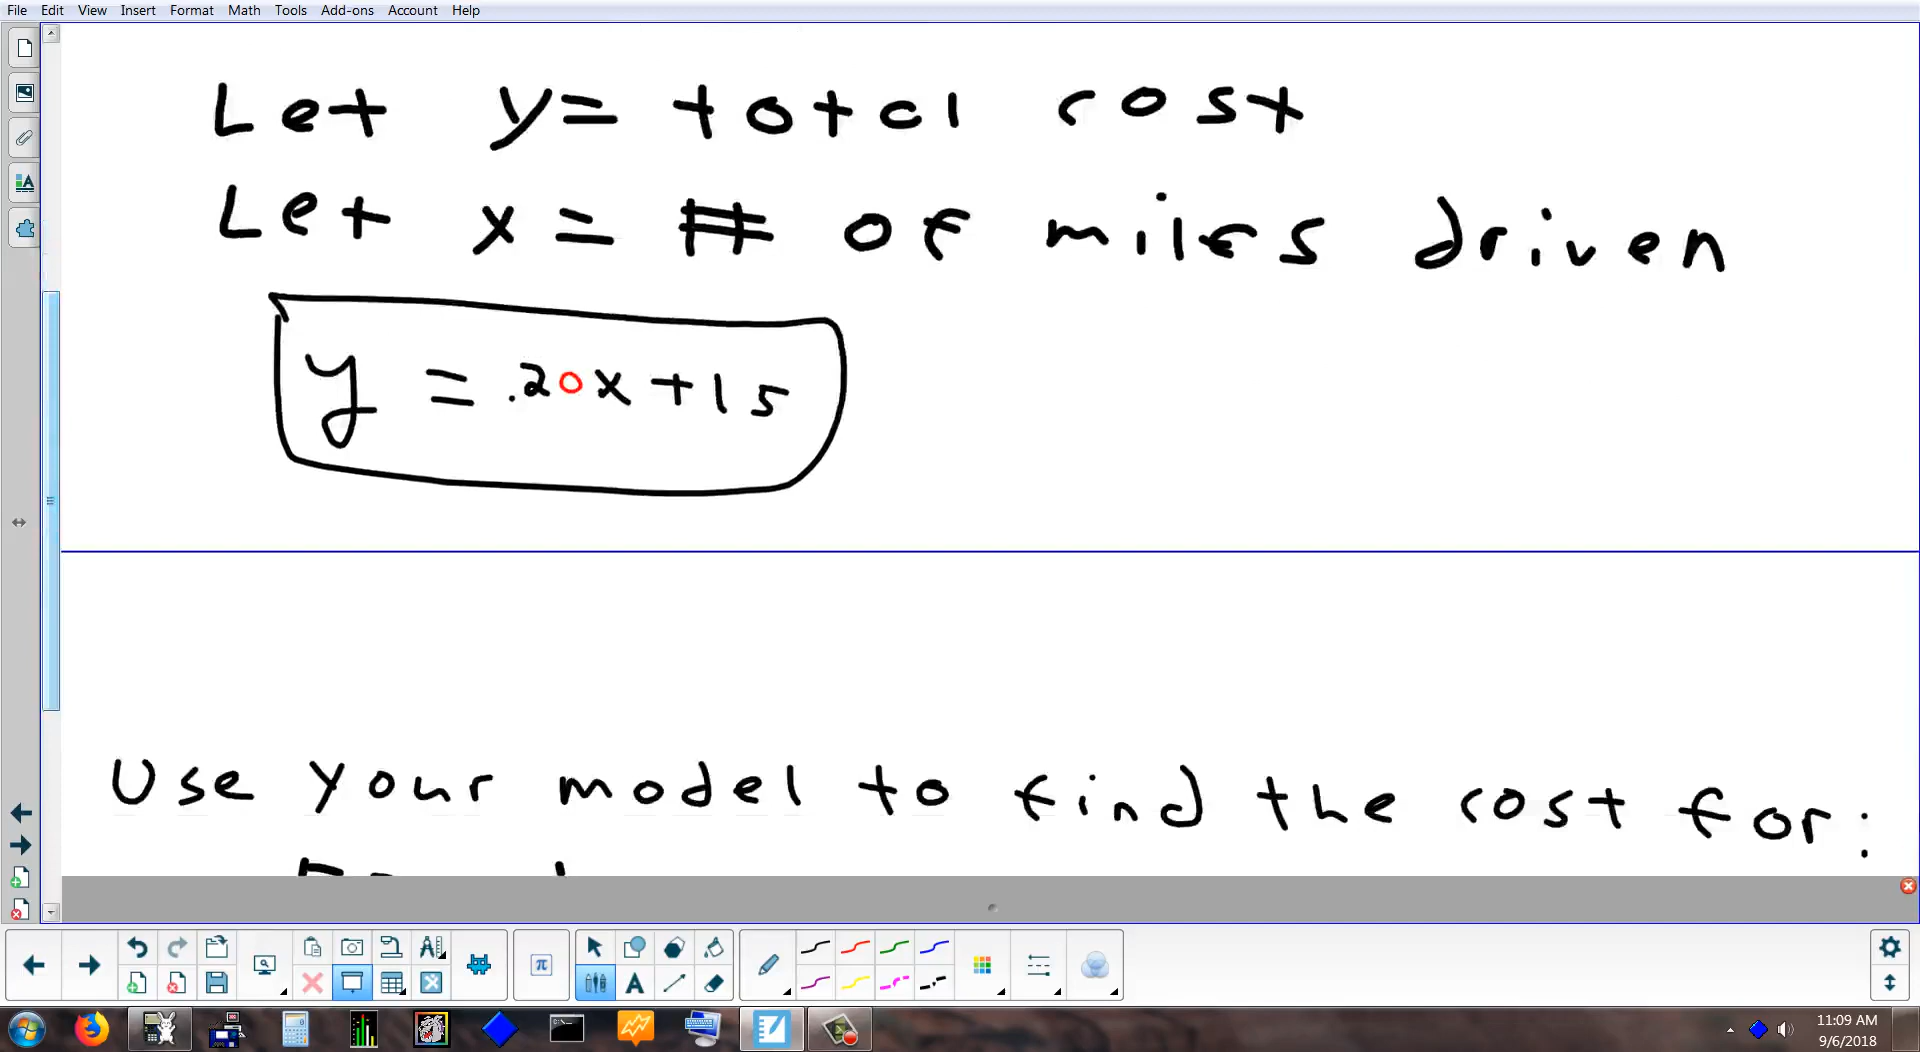 File Edit View Insert Format Math Tools Add-ons Account Help
Let y= total cost
Let x = # of miles driven
y = .20x+15
Use your model to find the cost for:
11:09 AM
9/6/2018